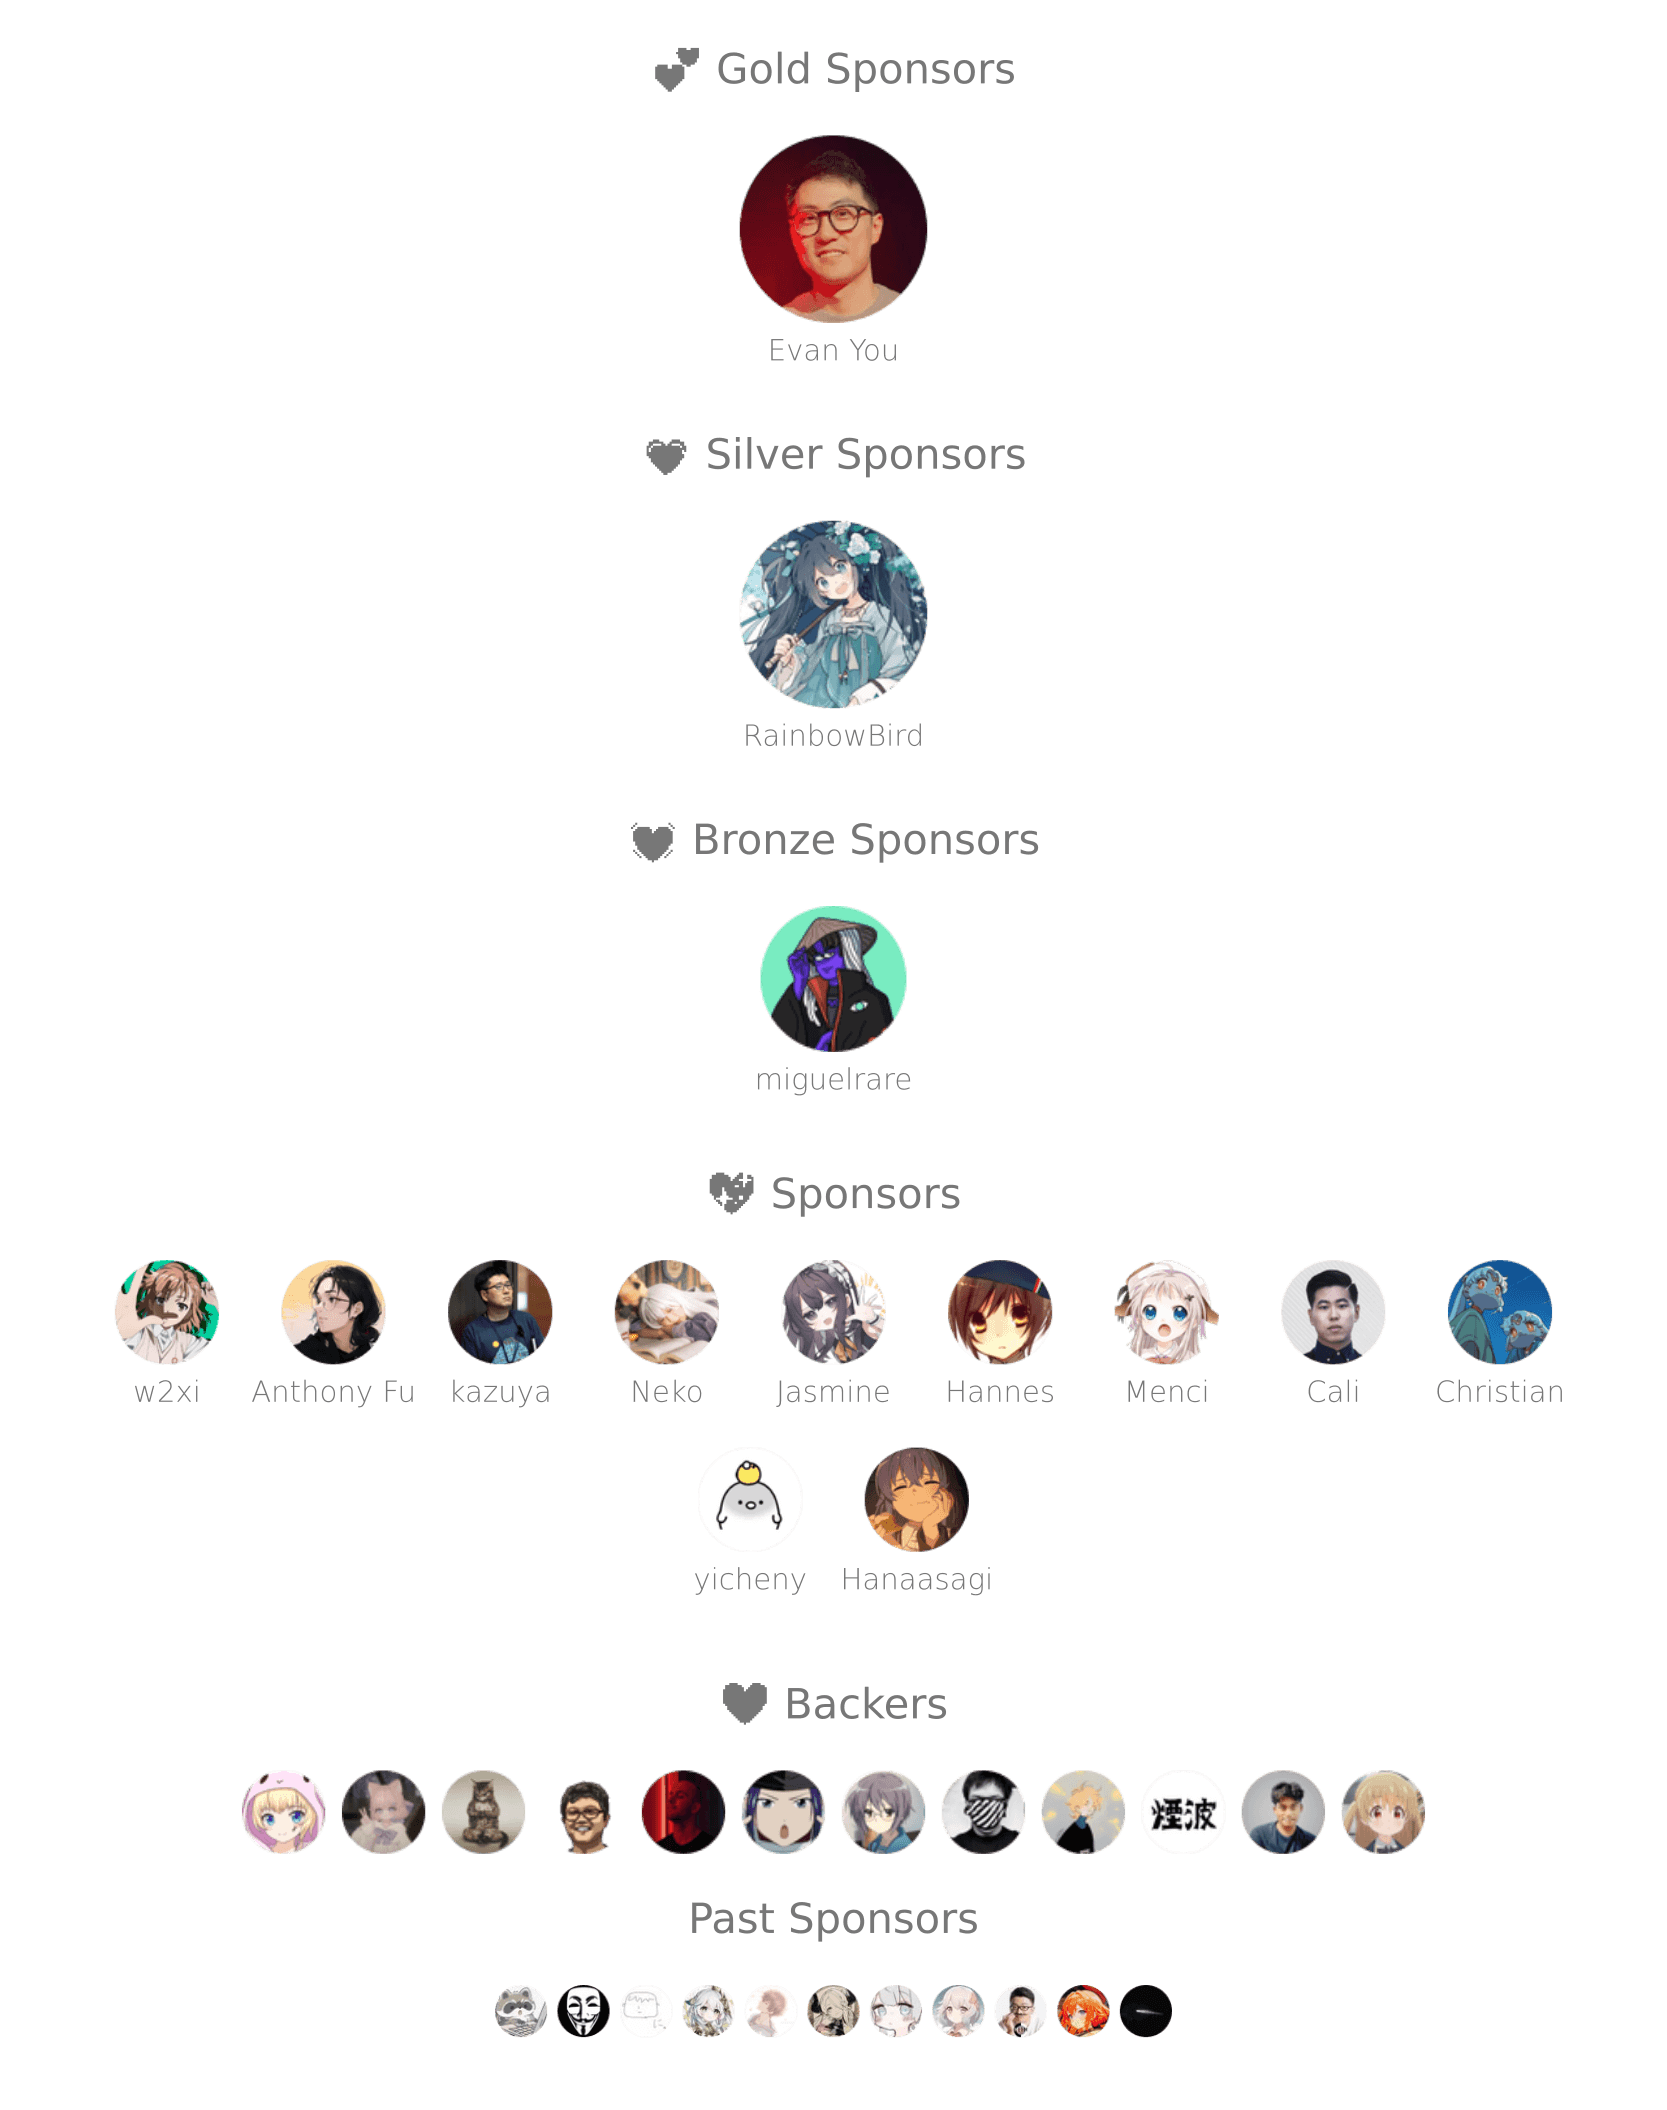 Gold Sponsors
Evan You
Silver Sponsors
RainbowBird
Bronze Sponsors
miguelrare
Sponsors
w2xi Anthony Fu kazuya Neko Jasmine Hannes Menci Cali Christian
yicheny Hanaasagi
Backers
煙波
Past Sponsors